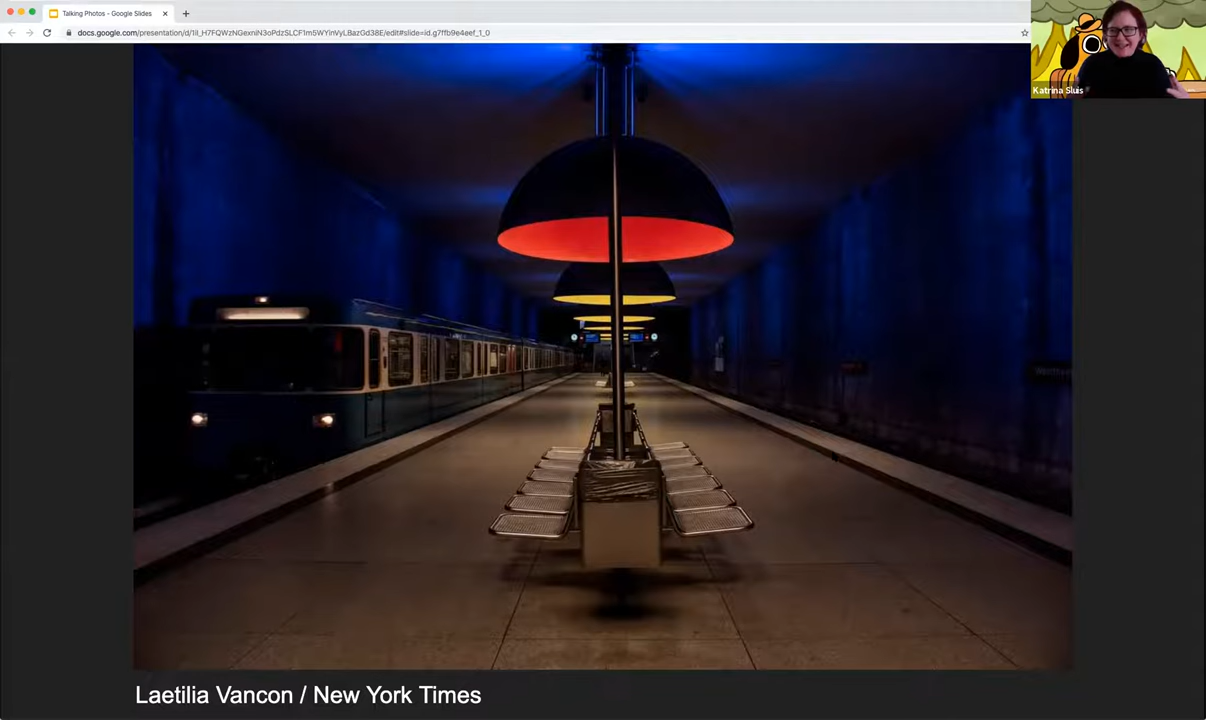 Talking Photos - Google Slides
docs.google.com/presentation/d/1il_H7FQWzNGexniN3oPdzSLCF1m5WYinVyLBazGd38E/edit#slide=id.g7ffb9e4eef_1_0
Katrina Sluis
Laetilia Vancon / New York Times